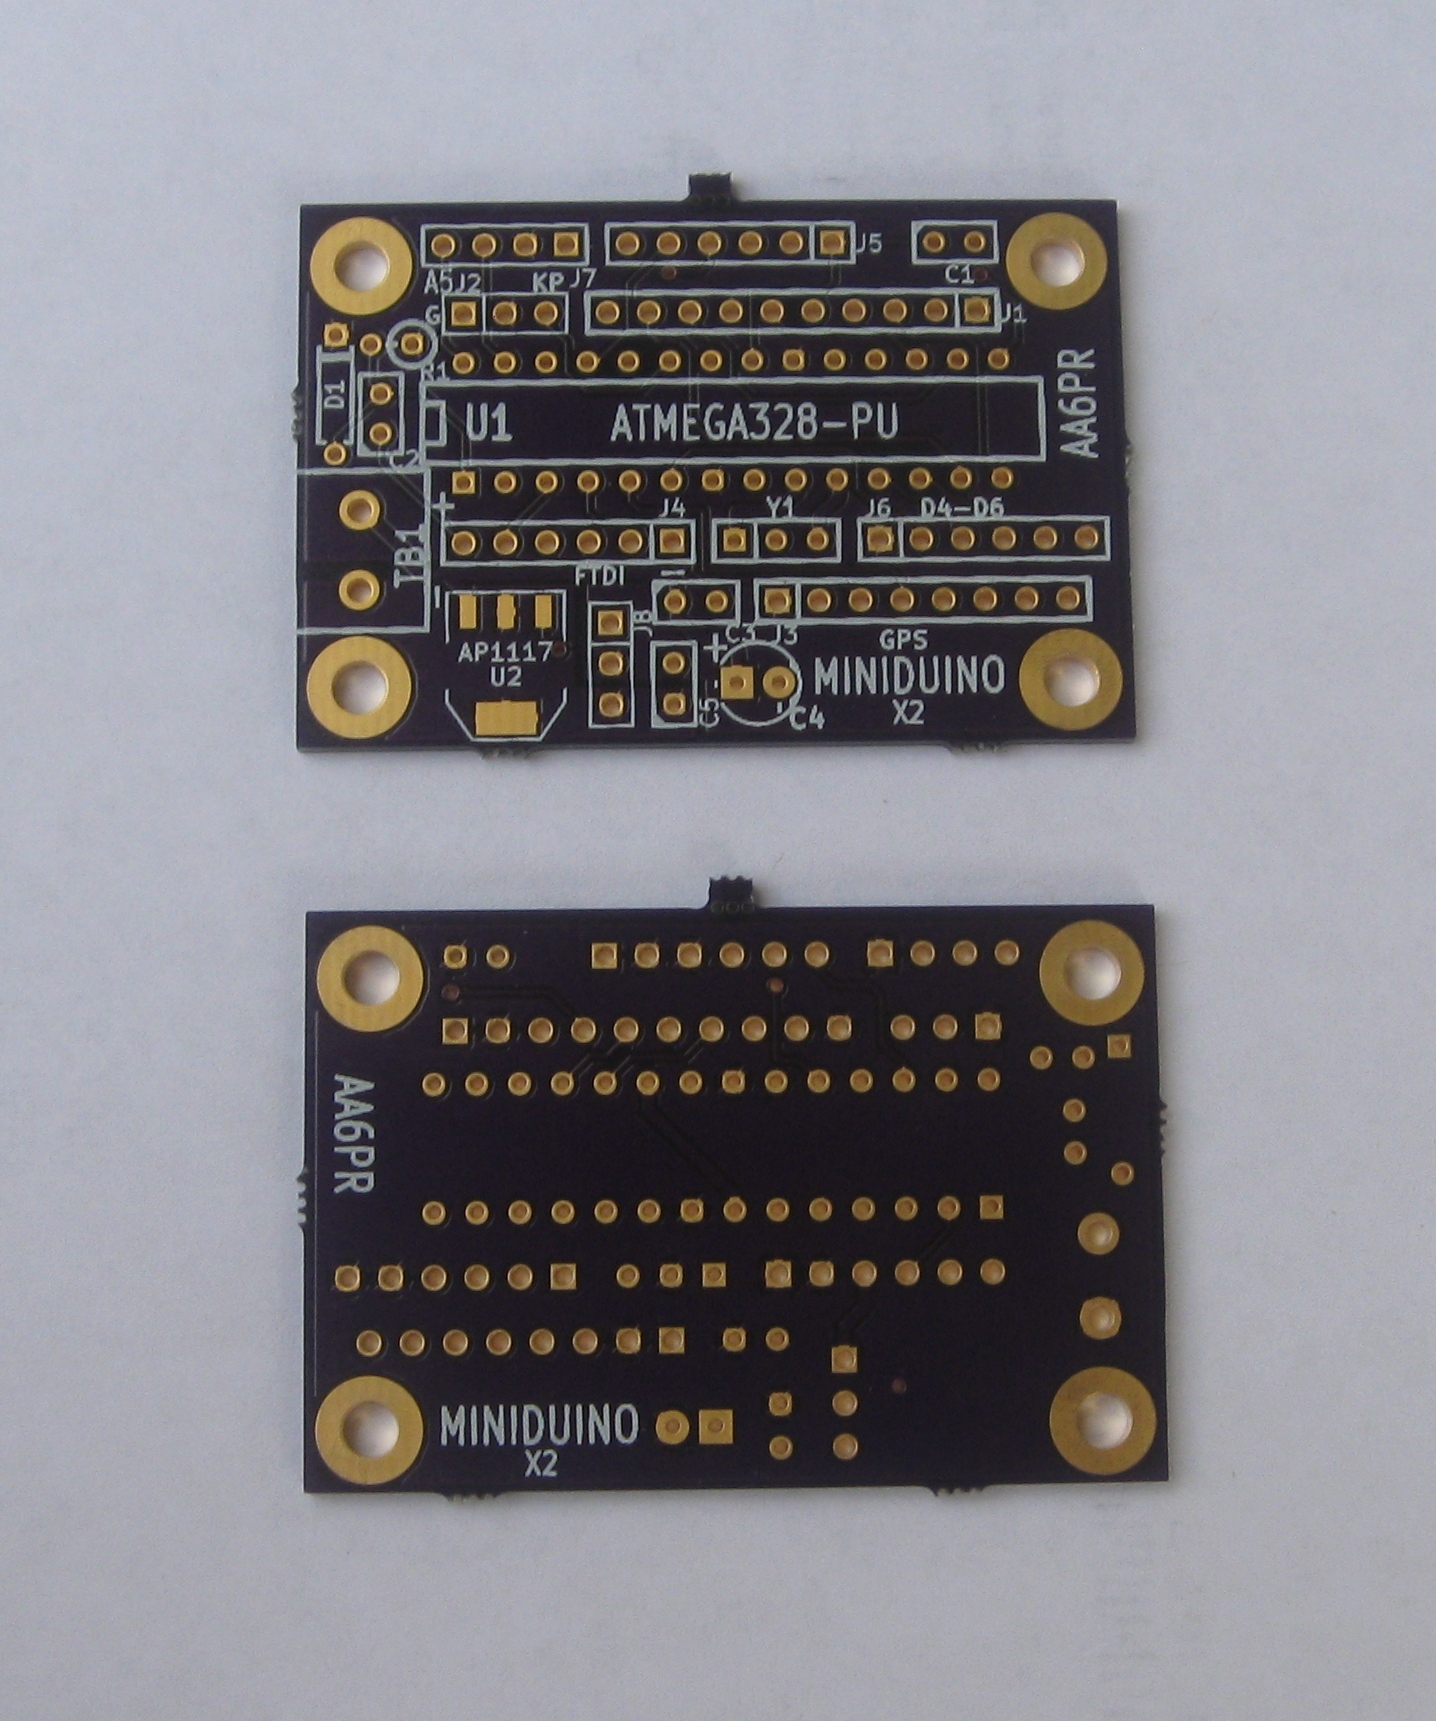 J5
C1
A5
J2
KP
J7
G
J1
R1
D1
AA6PR
U1
ATMEGA328-PU
C2
+
J4
Y1
J6
D4-D6
TB1
FTDI
-
-
J8
C3
J3
GPS
AP1117
U2
+
MINIDUINO
X2
C5
-
C4
AA6PR
MINIDUINO
X2